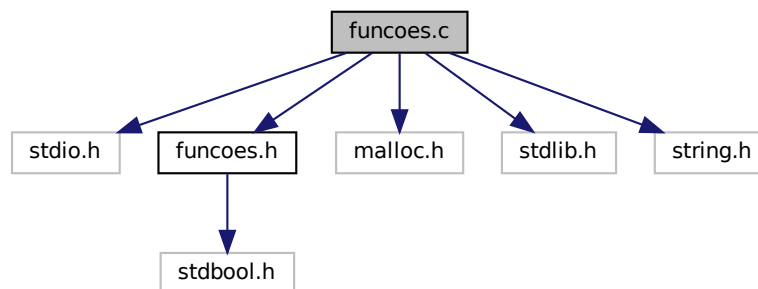 funcoes.c
stdio.h
funcoes.h
malloc.h
stdlib.h
string.h
stdbool.h